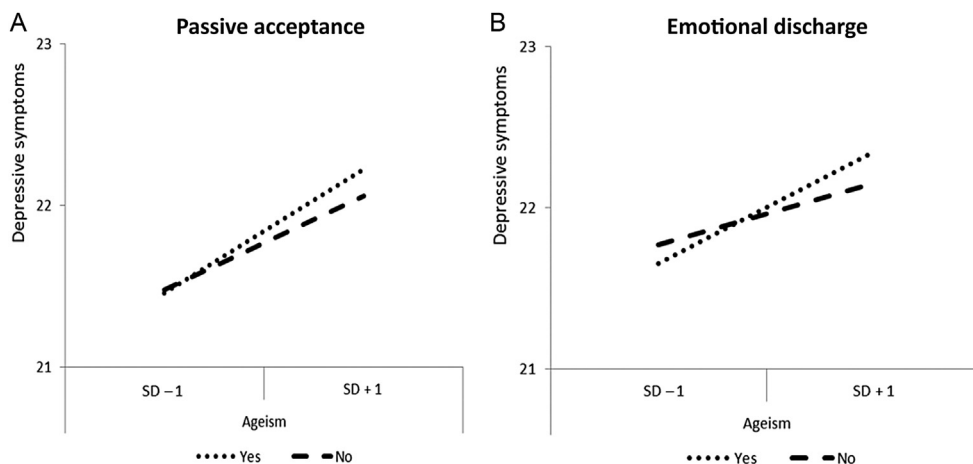 A
Passive acceptance
23
22
21
Depressive symptoms
SD – 1
SD + 1
Ageism
Yes
No
B
Emotional discharge
23
22
21
Depressive symptoms
SD – 1
SD + 1
Ageism
Yes
No